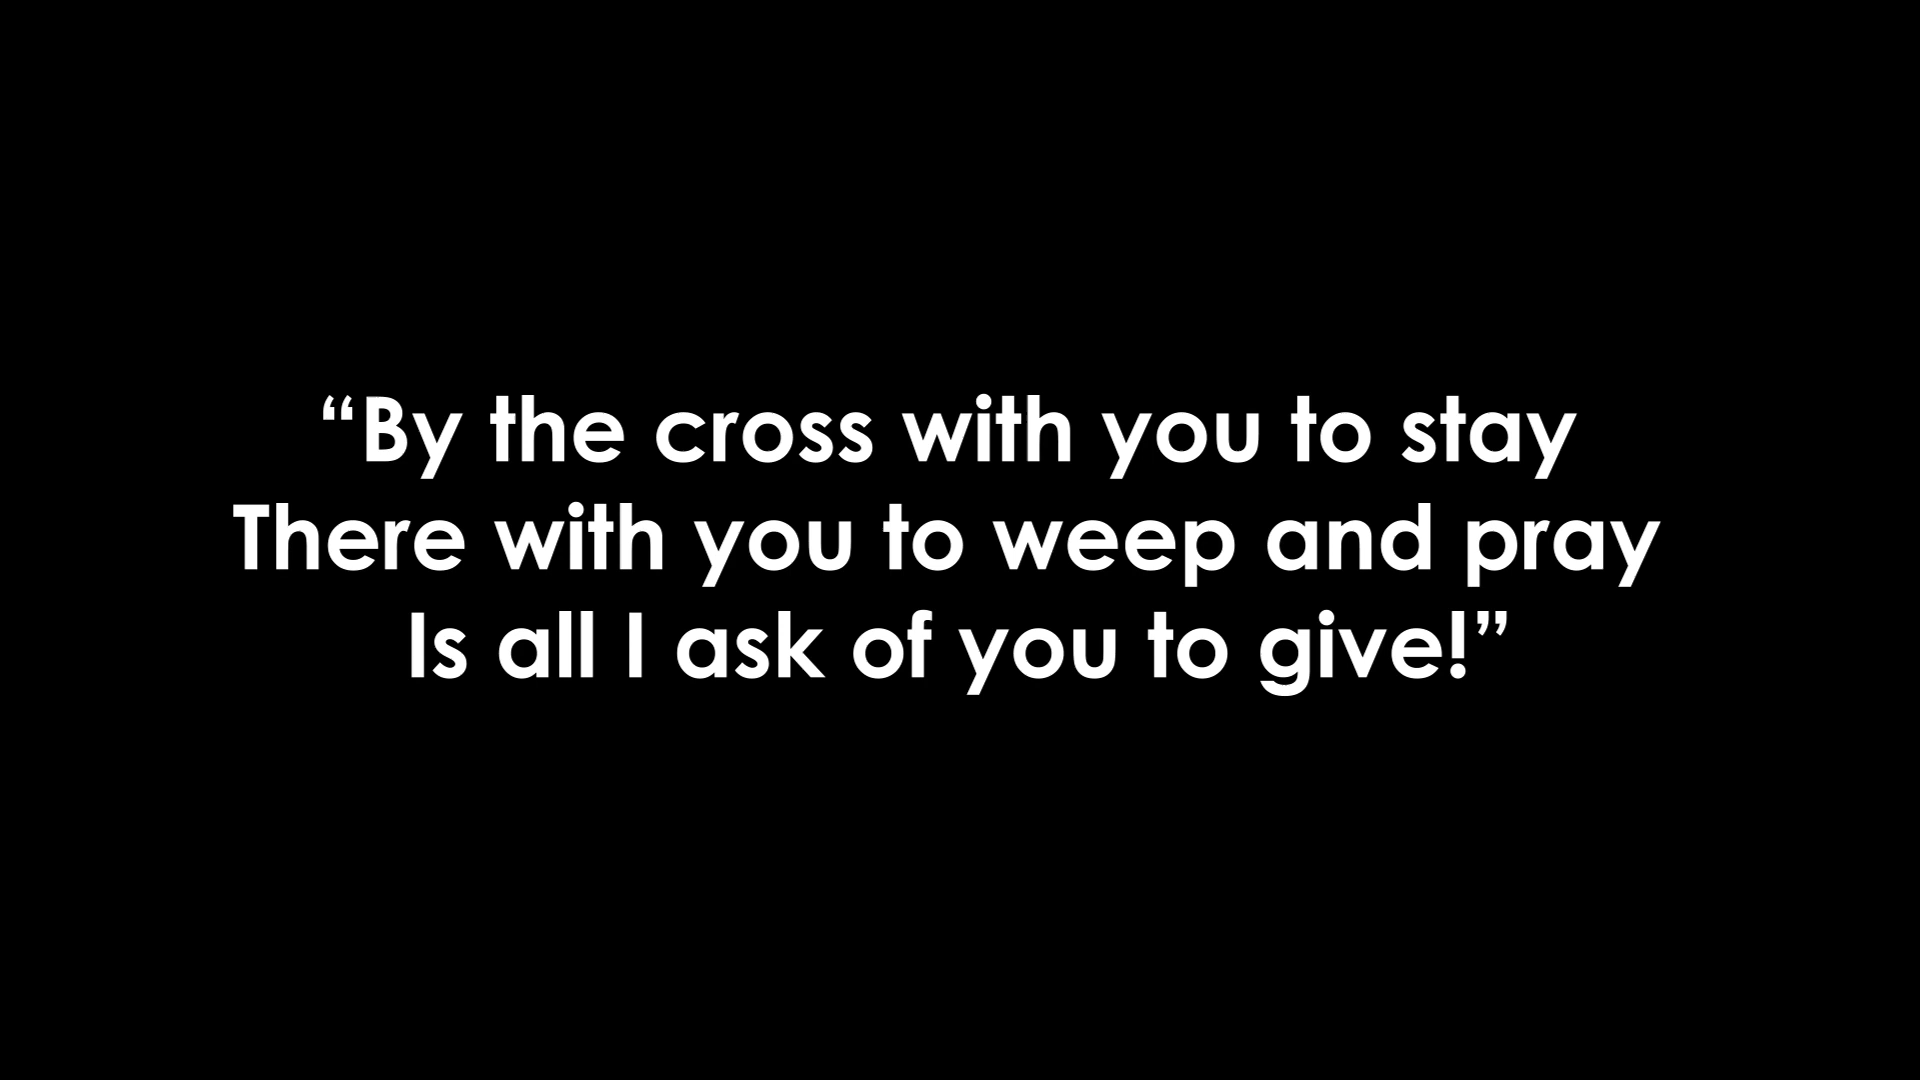 “By the cross with you to stay
There with you to weep and pray
Is all I ask of you to give!”